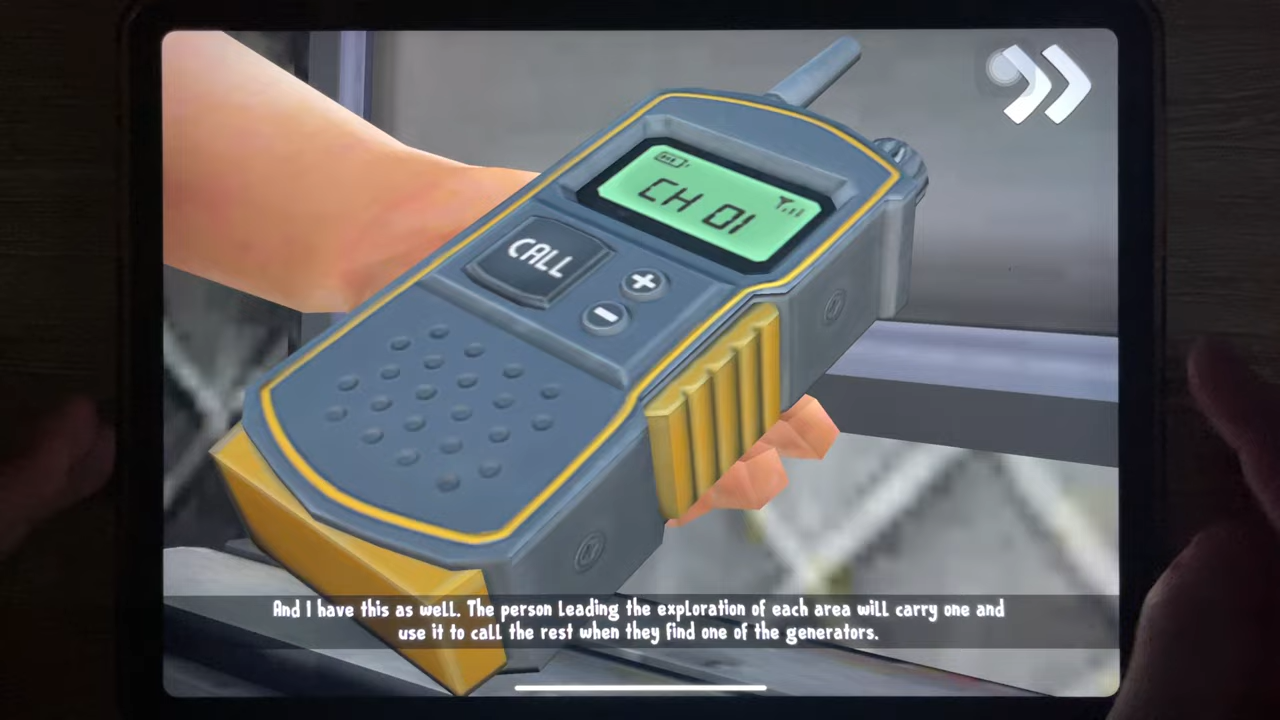 CH 01
CALL
And I have this as well. The person leading the exploration of each area will carry one and
use it to call the rest when they find one of the generators.